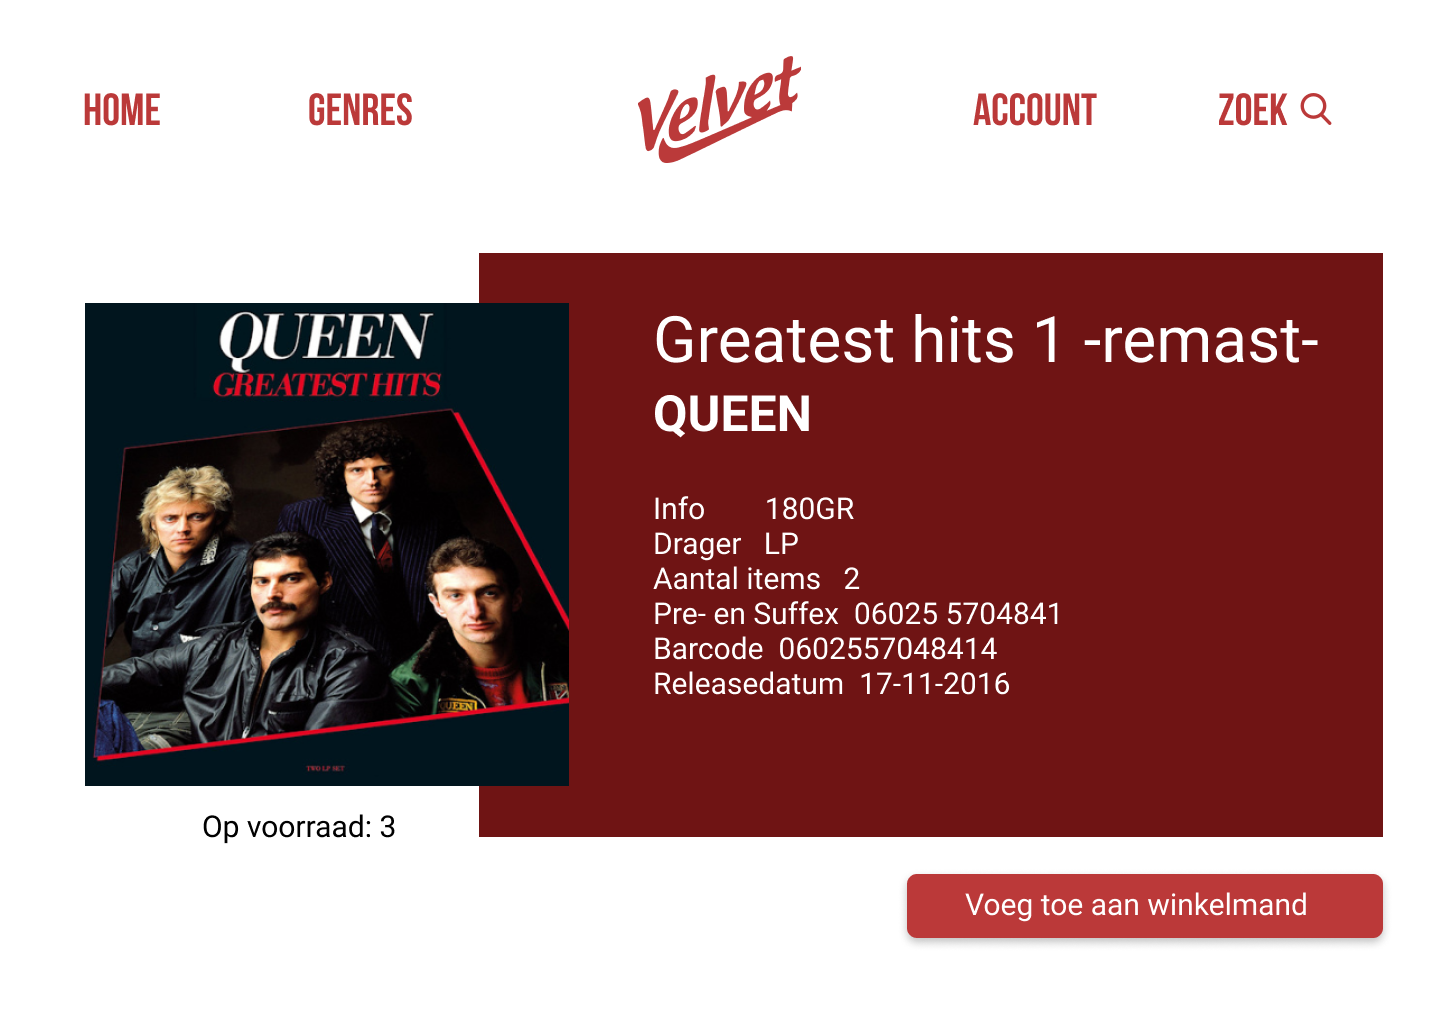 HOME
GENRES
Velvet
ACCOUNT
ZOEK
QUEEN
GREATEST HITS
QUEEN
TWO LP SET
Op voorraad: 3
Greatest hits 1 -remast-
QUEEN
Info 180GR
Drager LP
Aantal items 2
Pre- en Suffex 06025 5704841
Barcode 0602557048414
Releasedatum 17-11-2016
Voeg toe aan winkelmand